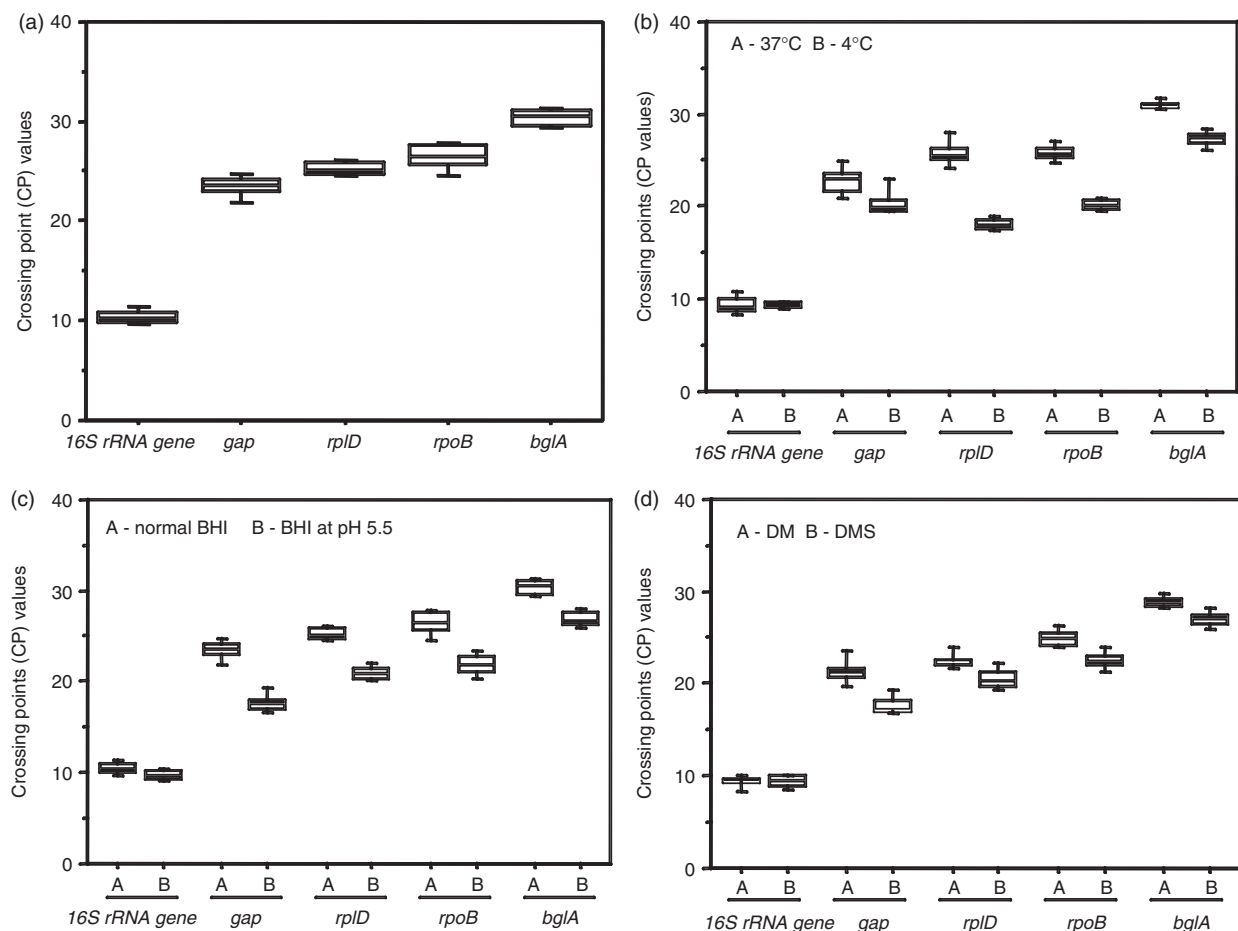 (a)
40
30
20
10
0
Crossing point (CP) values
16S rRNA gene gap rplD rpoB bglA
(b)
A - 37°C B - 4°C
40
30
20
10
0
Crossing points (CP values)
A B A B A B A B A B
16S rRNA gene gap rplD rpoB bglA
(c)
A - normal BHI B - BHI at pH 5.5
40
30
20
10
0
Crossing points (CP) values
A B A B A B A B A B
16S rRNA gene gap rplD rpoB bglA
(d)
A - DM B - DMS
40
30
20
10
0
Crossing points (CP) values
A B A B A B A B A B
16S rRNA gene gap rplD rpoB bglA